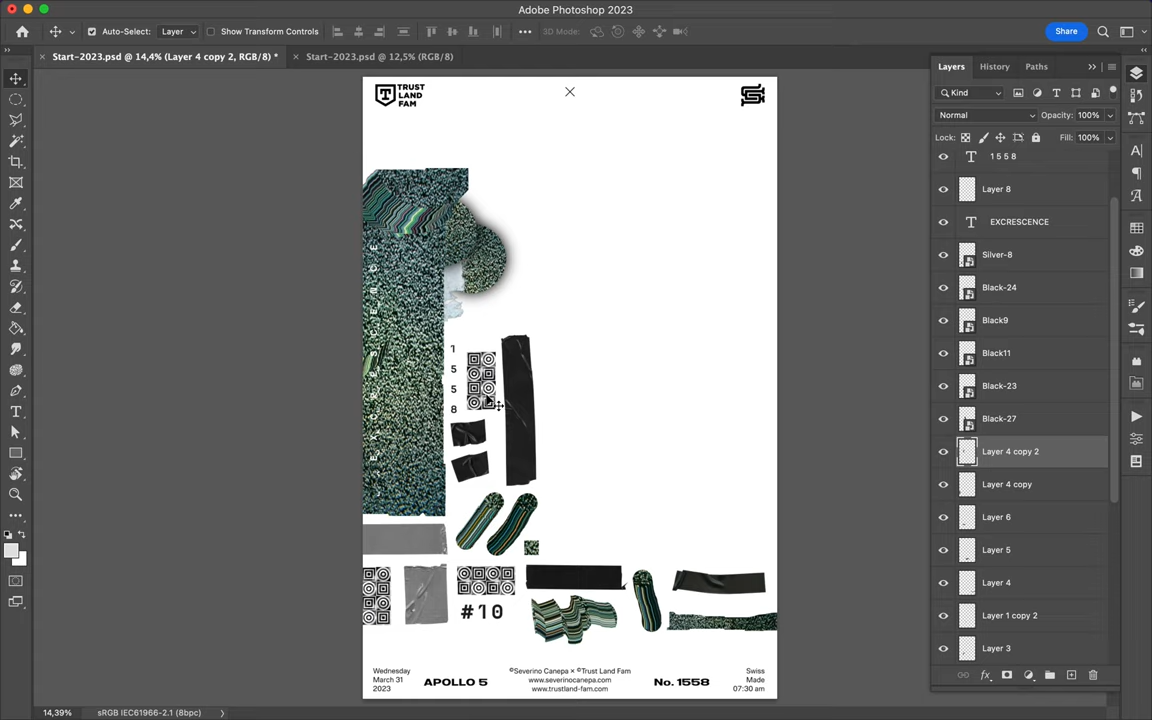 Adobe Photoshop 2023
Auto-Select: Layer Show Transform Controls 3D Mode: Share
Start-2023.psd @ 14,4% (Layer 4 copy 2, RGB/8) *
Start-2023.psd @ 12,5% (RGB/8)
TRUST
LAND
FAM
EXCRESCENCE
1
5
5
8
#10
Wednesday
March 31
2023
APOLLO 5
©Severino Canepa × ©Trust Land Fam
www.severinocanepa.com
www.trustland-fam.com
No. 1558
Swiss
Made
07:30 am
Layers History Paths
Kind
Normal Opacity: 100%
Lock: Fill: 100%
1 5 5 8
Layer 8
EXCRESCENCE
Silver-8
Black-24
Black9
Black11
Black-23
Black-27
Layer 4 copy 2
Layer 4 copy
Layer 6
Layer 5
Layer 4
Layer 1 copy 2
Layer 3
fx
14,39% sRGB IEC61966-2.1 (8bpc)